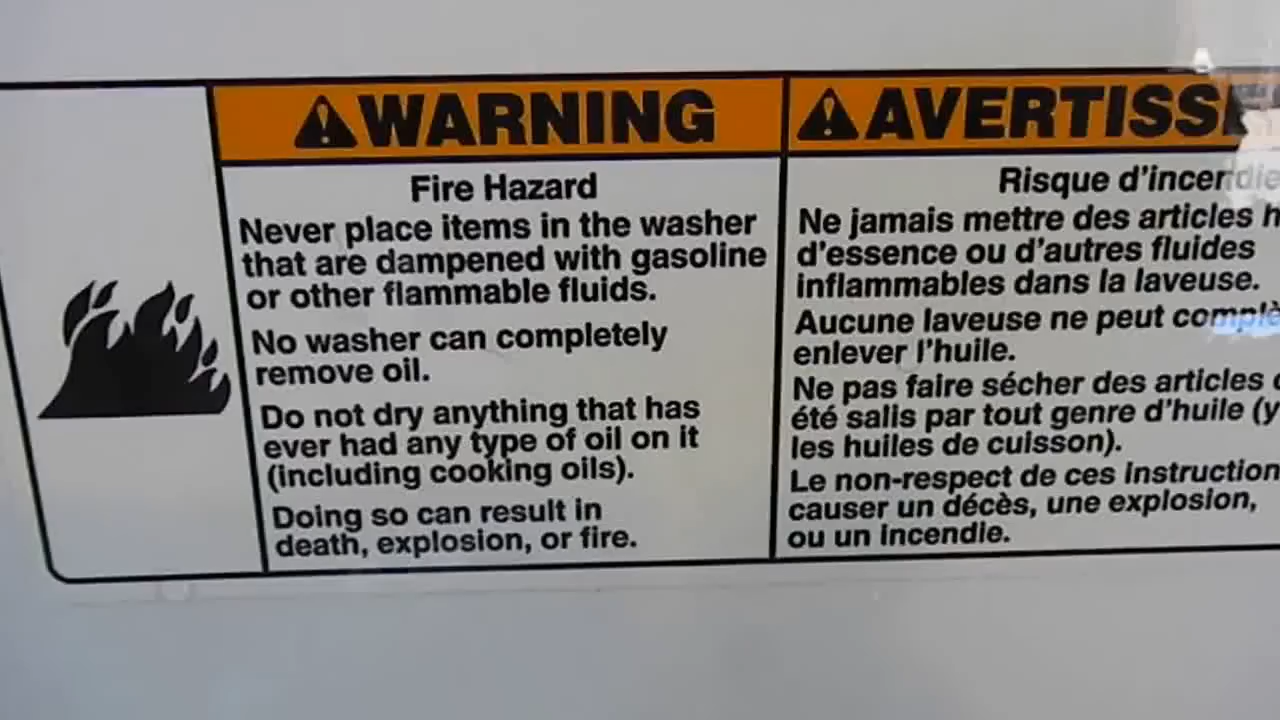 WARNING
Fire Hazard
Never place items in the washer
that are dampened with gasoline
or other flammable fluids.
No washer can completely
remove oil.
Do not dry anything that has
ever had any type of oil on it
(including cooking oils).
Doing so can result in
death, explosion, or fire.
AVERTISSE
Risque d'incendie
Ne jamais mettre des articles h
d'essence ou d'autres fluides
inflammables dans la laveuse.
Aucune laveuse ne peut complè
enlever l'huile.
Ne pas faire sécher des articles
été salis par tout genre d'huile (y
les huiles de cuisson).
Le non-respect de ces instruction
causer un décès, une explosion,
ou un incendie.